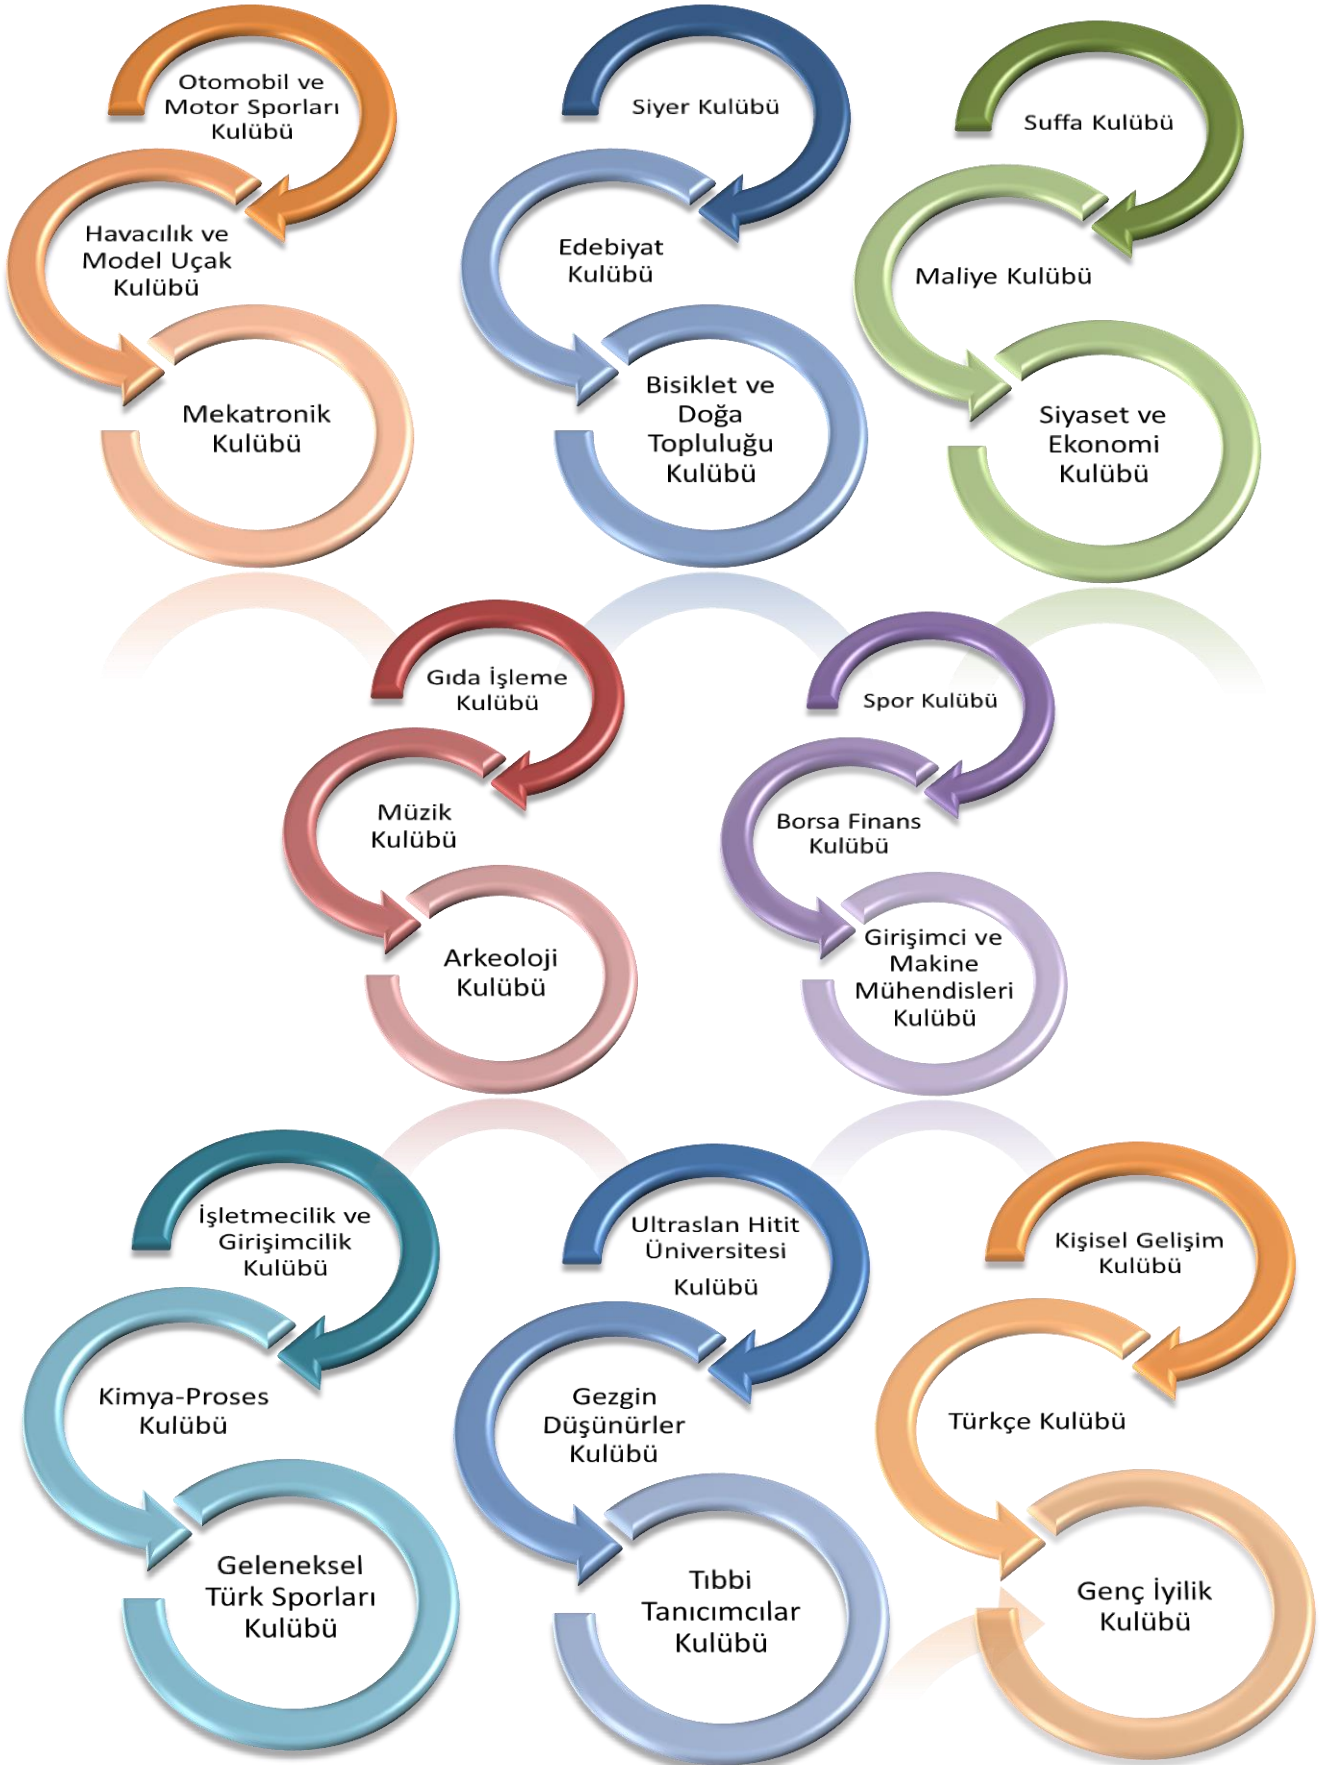 Otomobil ve
Motor Sporları
Kulübü
Havacılık ve
Model Uçak
Kulübü
Mekatronik
Kulübü
Siyer Kulübü
Edebiyat
Kulübü
Bisiklet ve
Doğa
Topluluğu
Kulübü
Suffa Kulübü
Maliye Kulübü
Siyaset ve
Ekonomi
Kulübü
Gıda İşleme
Kulübü
Müzik
Kulübü
Arkeoloji
Kulübü
Spor Kulübü
Borsa Finans
Kulübü
Girişimci ve
Makine
Mühendisleri
Kulübü
İşletmecilik ve
Girişimcilik
Kulübü
Kimya-Proses
Kulübü
Geleneksel
Türk Sporları
Kulübü
Ultraslan Hitit
Üniversitesi
Kulübü
Gezgin
Düşünürler
Kulübü
Tıbbi
Tanıcımcılar
Kulübü
Kişisel Gelişim
Kulübü
Türkçe Kulübü
Genç İyilik
Kulübü